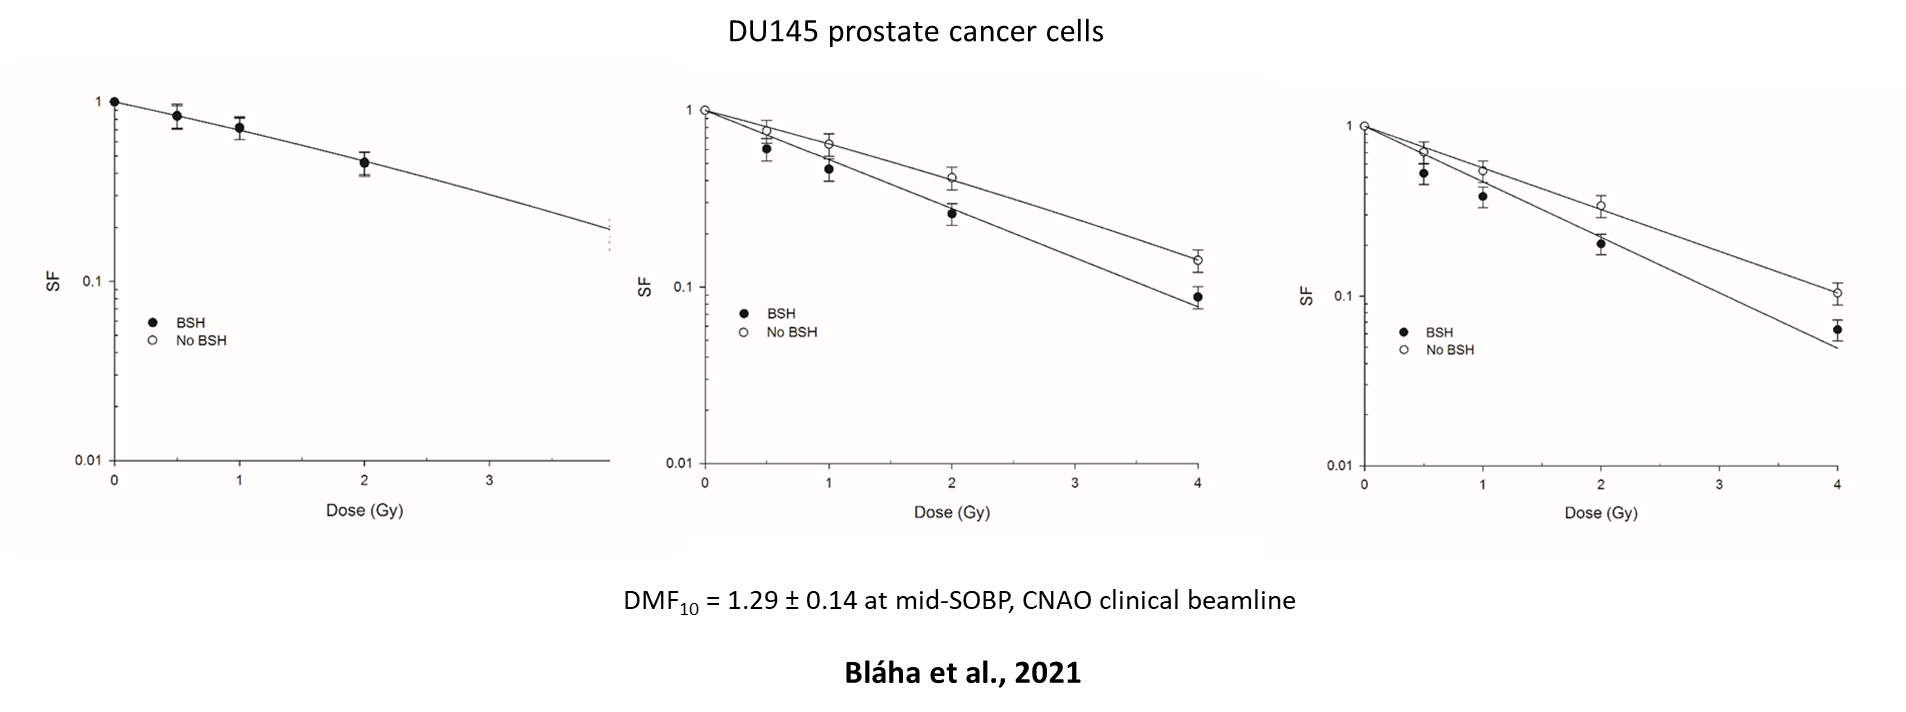 DU145 prostate cancer cells
1
0.1
0.01
SF
BSH
No BSH
0 1 2 3
Dose (Gy)
1
0.1
0.01
SF
BSH
No BSH
0 1 2 3 4
Dose (Gy)
1
0.1
0.01
SF
BSH
No BSH
0 1 2 3 4
Dose (Gy)
DMF10 = 1.29 ± 0.14 at mid-SOBP, CNAO clinical beamline
Bláha et al., 2021